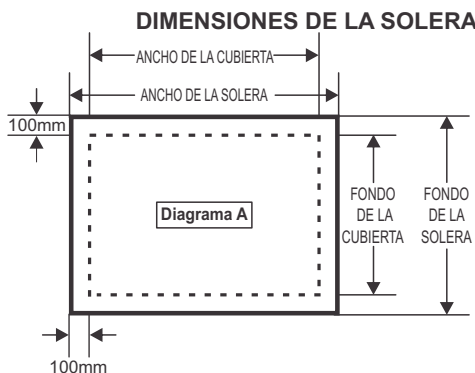 DIMENSIONES DE LA SOLERA
ANCHO DE LA CUBIERTA
ANCHO DE LA SOLERA
100mm
Diagrama A
FONDO
DE LA
CUBIERTA
FONDO
DE LA
SOLERA
100mm